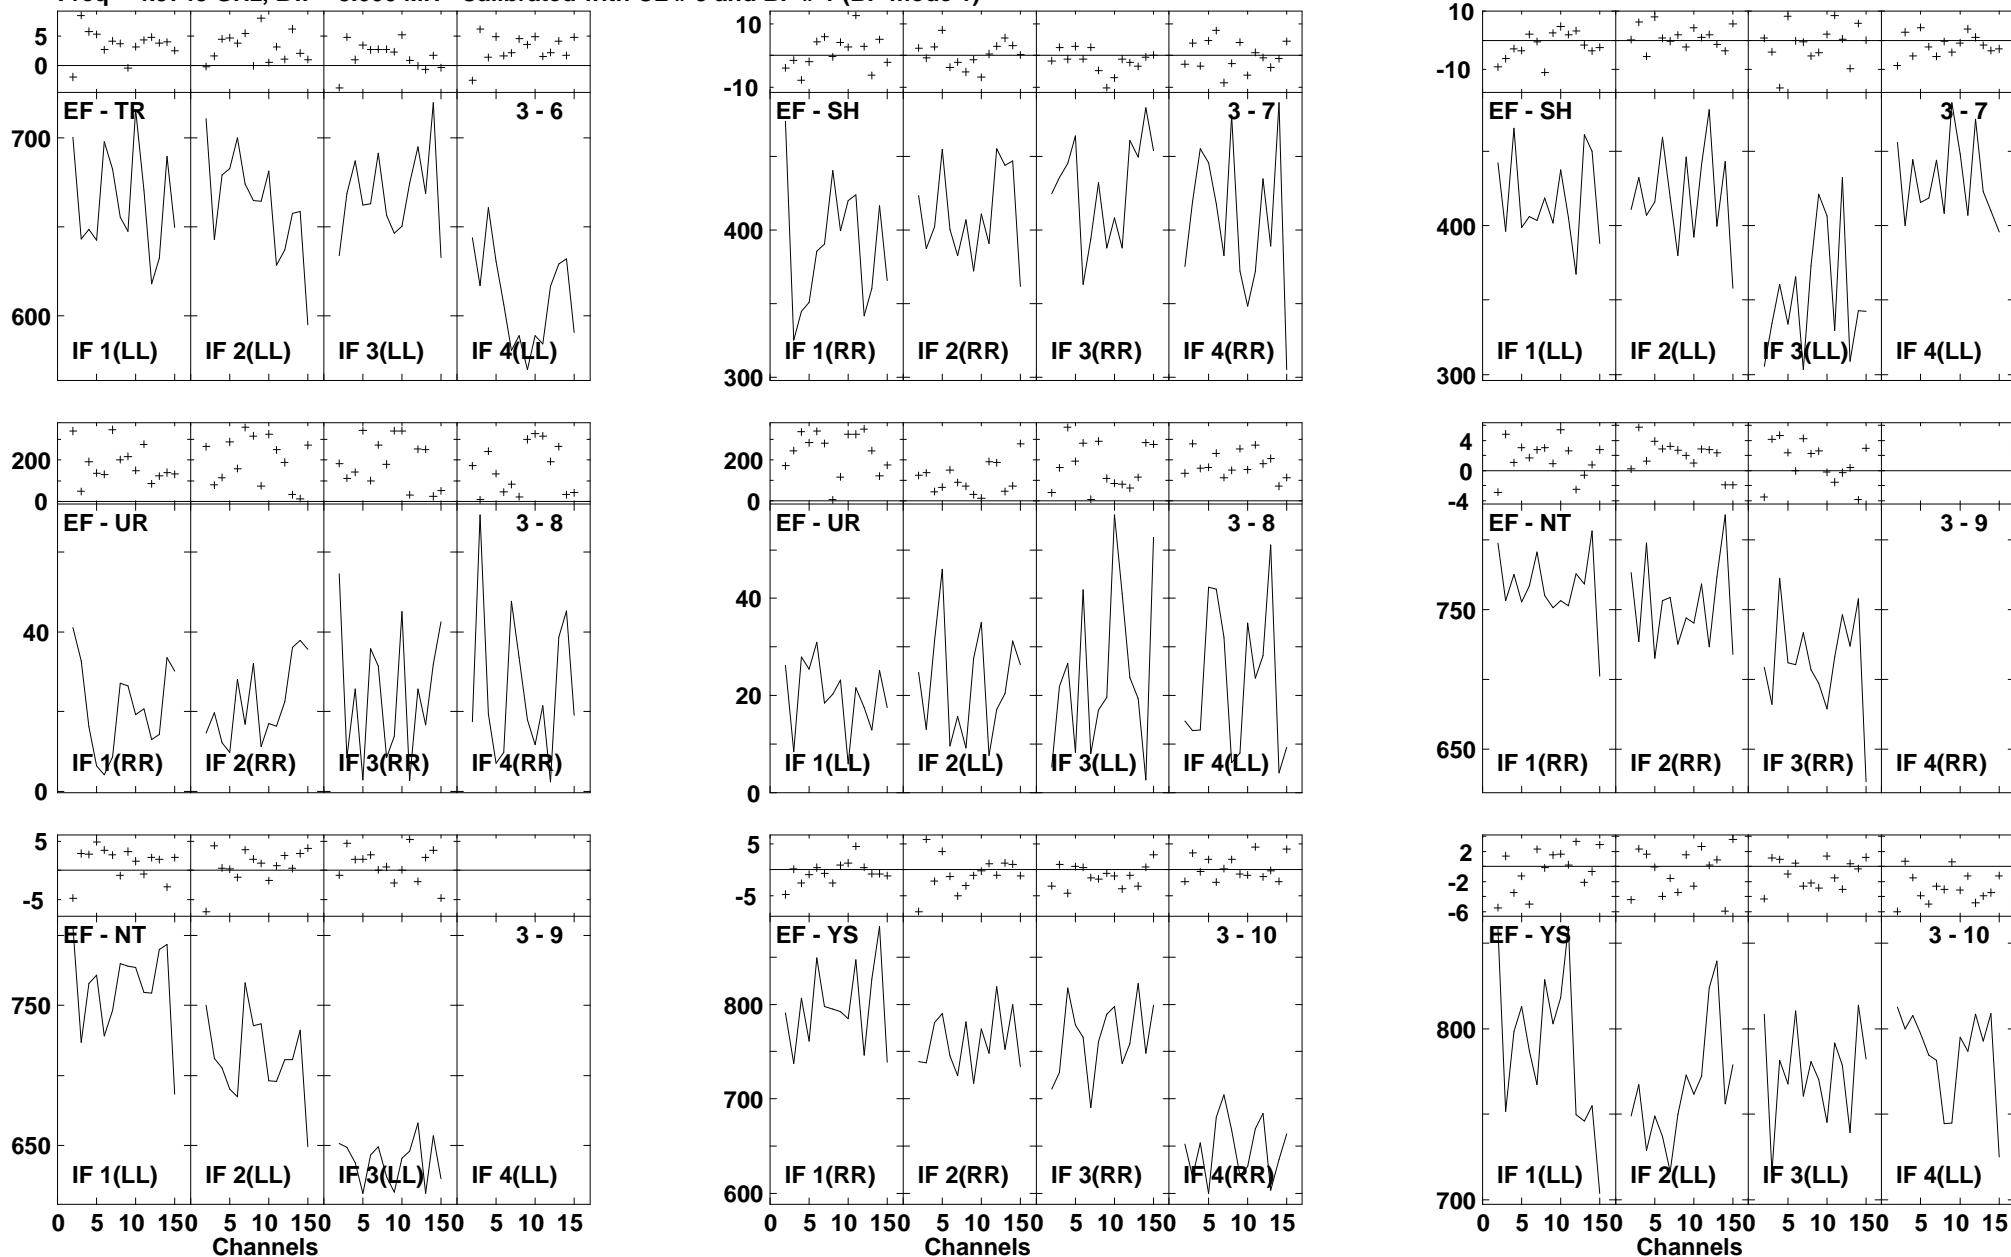 5
0
10
0
-10
10
-10
EF - TR
3 - 6
700
600
IF 1(LL)
IF 2(LL)
IF 3(LL)
IF 4(LL)
EF - SH
3 - 7
400
300
IF 1(RR)
IF 2(RR)
IF 3(RR)
IF 4(RR)
EF - SH
3 - 7
400
300
IF 1(LL)
IF 2(LL)
IF 3(LL)
IF 4(LL)
200
0
EF - UR
3 - 8
40
0
IF 1(RR)
IF 2(RR)
IF 3(RR)
IF 4(RR)
200
0
EF - UR
3 - 8
40
20
0
IF 1(LL)
IF 2(LL)
IF 3(LL)
IF 4(LL)
4
0
-4
EF - NT
3 - 9
750
650
IF 1(RR)
IF 2(RR)
IF 3(RR)
IF 4(RR)
5
-5
EF - NT
3 - 9
750
650
IF 1(LL)
IF 2(LL)
IF 3(LL)
IF 4(LL)
0 5 10 150 5 10 150 5 10 150 5 10 15
Channels
5
-5
EF - YS
3 - 10
800
700
600
IF 1(RR)
IF 2(RR)
IF 3(RR)
IF 4(RR)
0 5 10 150 5 10 150 5 10 150 5 10 15
Channels
2
-2
-6
EF - YS
3 - 10
800
700
IF 1(LL)
IF 2(LL)
IF 3(LL)
IF 4(LL)
0 5 10 150 5 10 150 5 10 150 5 10 15
Channels